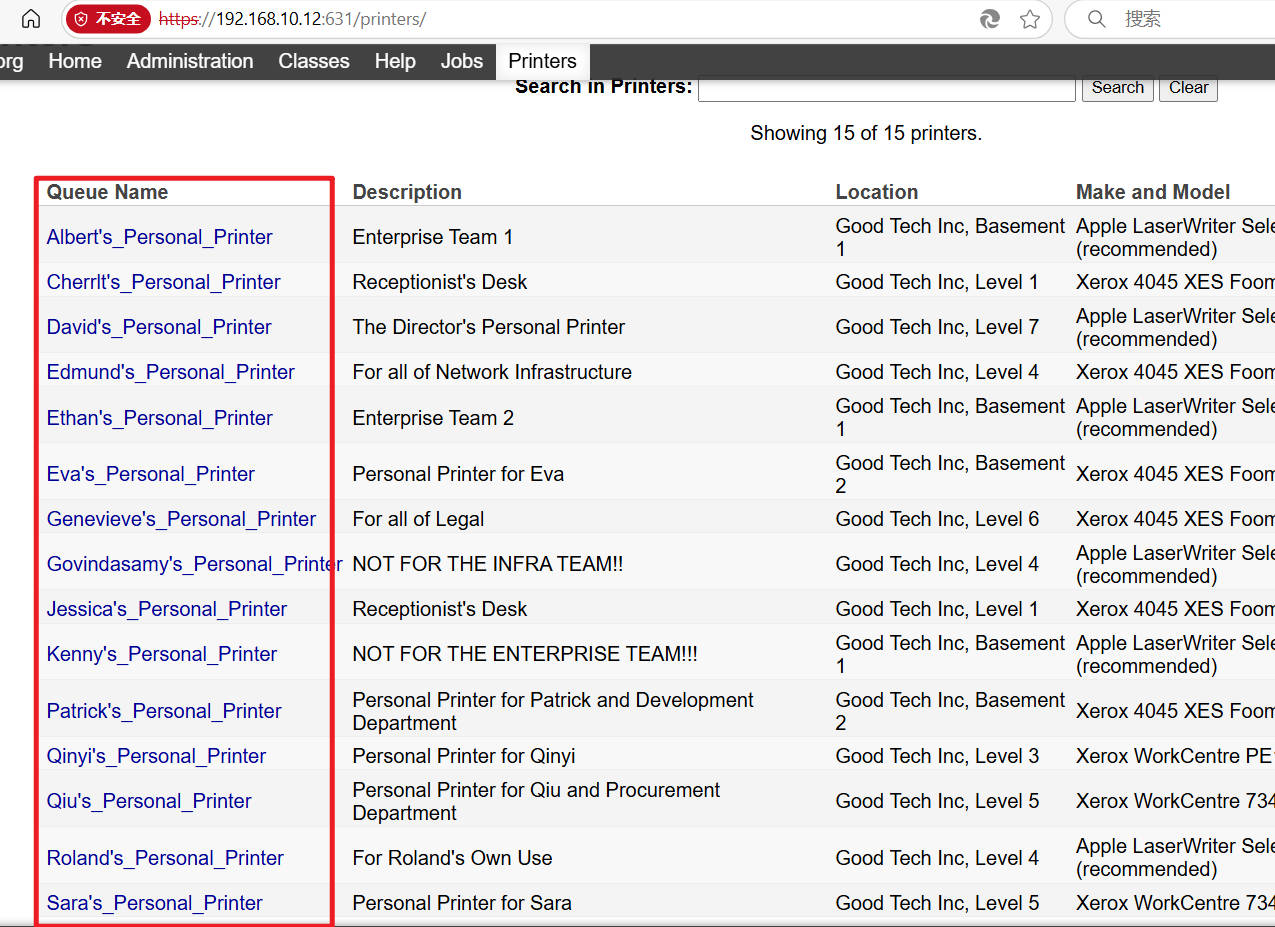 不安全 https://192.168.10.12:631/printers/ 搜索
org Home Administration Classes Help Jobs Printers
Search in Printers: Search Clear
Showing 15 of 15 printers.
Queue Name Description Location Make and Model
Albert's_Personal_Printer Enterprise Team 1 Good Tech Inc, Basement 1 Apple LaserWriter Sele (recommended)
Cherrlt's_Personal_Printer Receptionist's Desk Good Tech Inc, Level 1 Xerox 4045 XES Foom
David's_Personal_Printer The Director's Personal Printer Good Tech Inc, Level 7 Apple LaserWriter Sele (recommended)
Edmund's_Personal_Printer For all of Network Infrastructure Good Tech Inc, Level 4 Xerox 4045 XES Foom
Ethan's_Personal_Printer Enterprise Team 2 Good Tech Inc, Basement 1 Apple LaserWriter Sele (recommended)
Eva's_Personal_Printer Personal Printer for Eva Good Tech Inc, Basement 2 Xerox 4045 XES Foom
Genevieve's_Personal_Printer For all of Legal Good Tech Inc, Level 6 Xerox 4045 XES Foom
Govindasamy's_Personal_Printer NOT FOR THE INFRA TEAM!! Good Tech Inc, Level 4 Apple LaserWriter Sele (recommended)
Jessica's_Personal_Printer Receptionist's Desk Good Tech Inc, Level 1 Xerox 4045 XES Foom
Kenny's_Personal_Printer NOT FOR THE ENTERPRISE TEAM!!! Good Tech Inc, Basement 1 Apple LaserWriter Sele (recommended)
Patrick's_Personal_Printer Personal Printer for Patrick and Development Department Good Tech Inc, Basement 2 Xerox 4045 XES Foom
Qinyi's_Personal_Printer Personal Printer for Qinyi Good Tech Inc, Level 3 Xerox WorkCentre PE
Qiu's_Personal_Printer Personal Printer for Qiu and Procurement Department Good Tech Inc, Level 5 Xerox WorkCentre 734
Roland's_Personal_Printer For Roland's Own Use Good Tech Inc, Level 4 Apple LaserWriter Sele (recommended)
Sara's_Personal_Printer Personal Printer for Sara Good Tech Inc, Level 5 Xerox WorkCentre 734